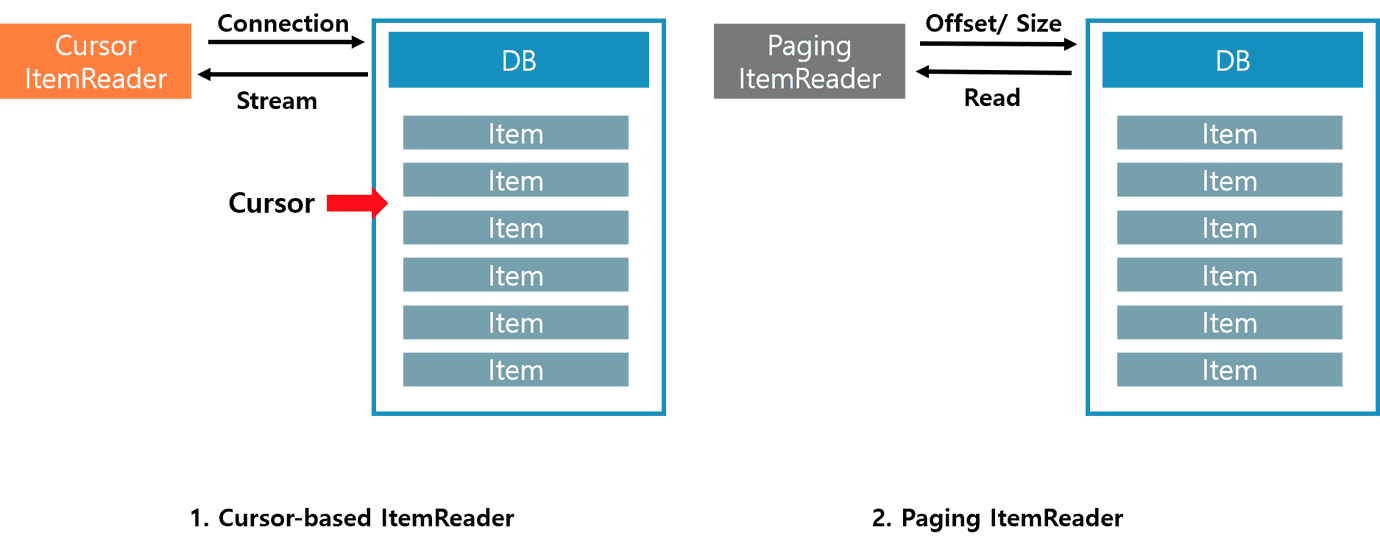 Cursor
ItemReader
Connection
Stream
DB
Item
Item
Cursor
Item
Item
Item
Item
1. Cursor-based ItemReader
Paging
ItemReader
Offset/ Size
Read
DB
Item
Item
Item
Item
Item
Item
2. Paging ItemReader